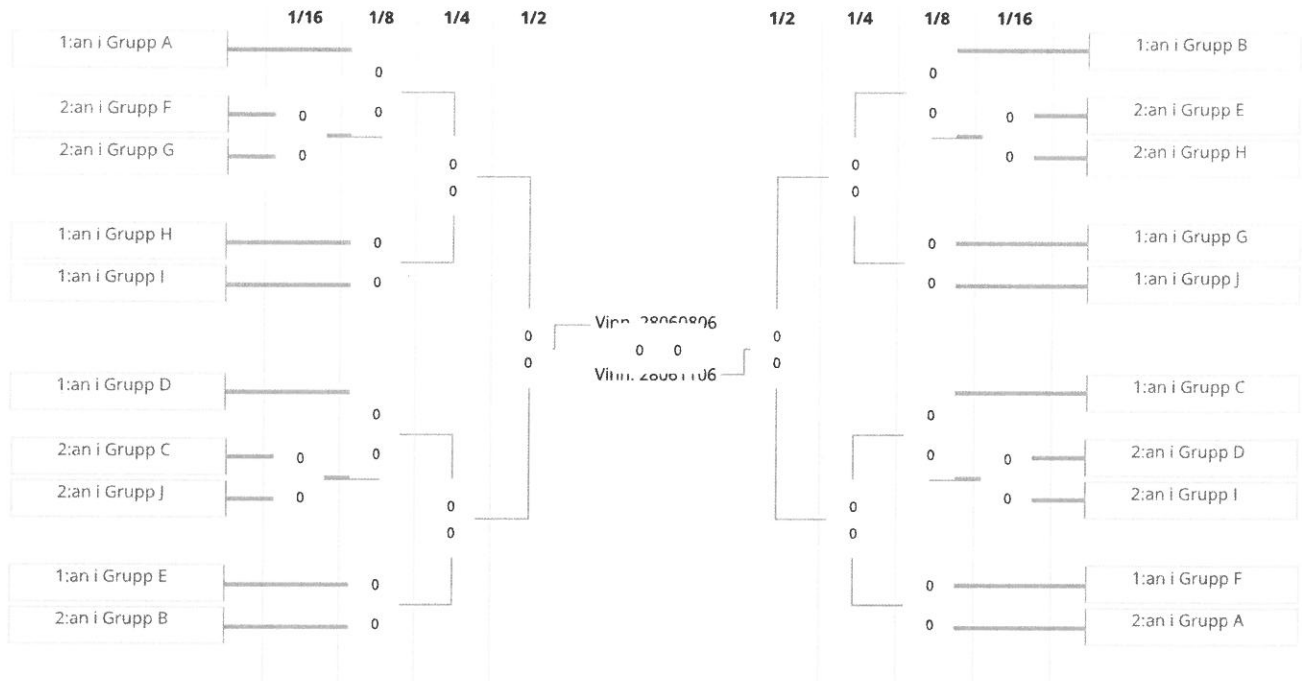 1/16 1/8 1/4 1/2 1/2 1/4 1/8 1/16
1:an i Grupp A 1:an i Grupp B
0 0
2:an i Grupp F 0 0 0 0 2:an i Grupp E
2:an i Grupp G 0 0 2:an i Grupp H
0 0
0 0
1:an i Grupp H 0 0 1:an i Grupp G
1:an i Grupp I 0 0 1:an i Grupp J
Vinn. 28060806
0 0
0 0 0 0
Vinn. 28061106
1:an i Grupp D 1:an i Grupp C
0 0
2:an i Grupp C 0 0 0 0 2:an i Grupp D
2:an i Grupp J 0 0 2:an i Grupp I
0 0
0 0
1:an i Grupp E 0 0 1:an i Grupp F
2:an i Grupp B 0 0 2:an i Grupp A